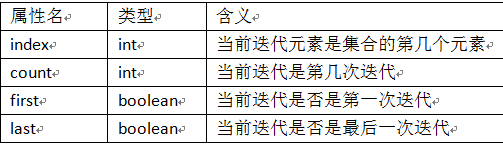 属性名 类型 含义
index int 当前迭代元素是集合的第几个元素
count int 当前迭代是第几次迭代
first boolean 当前迭代是否是第一次迭代
last boolean 当前迭代是否是最后一次迭代